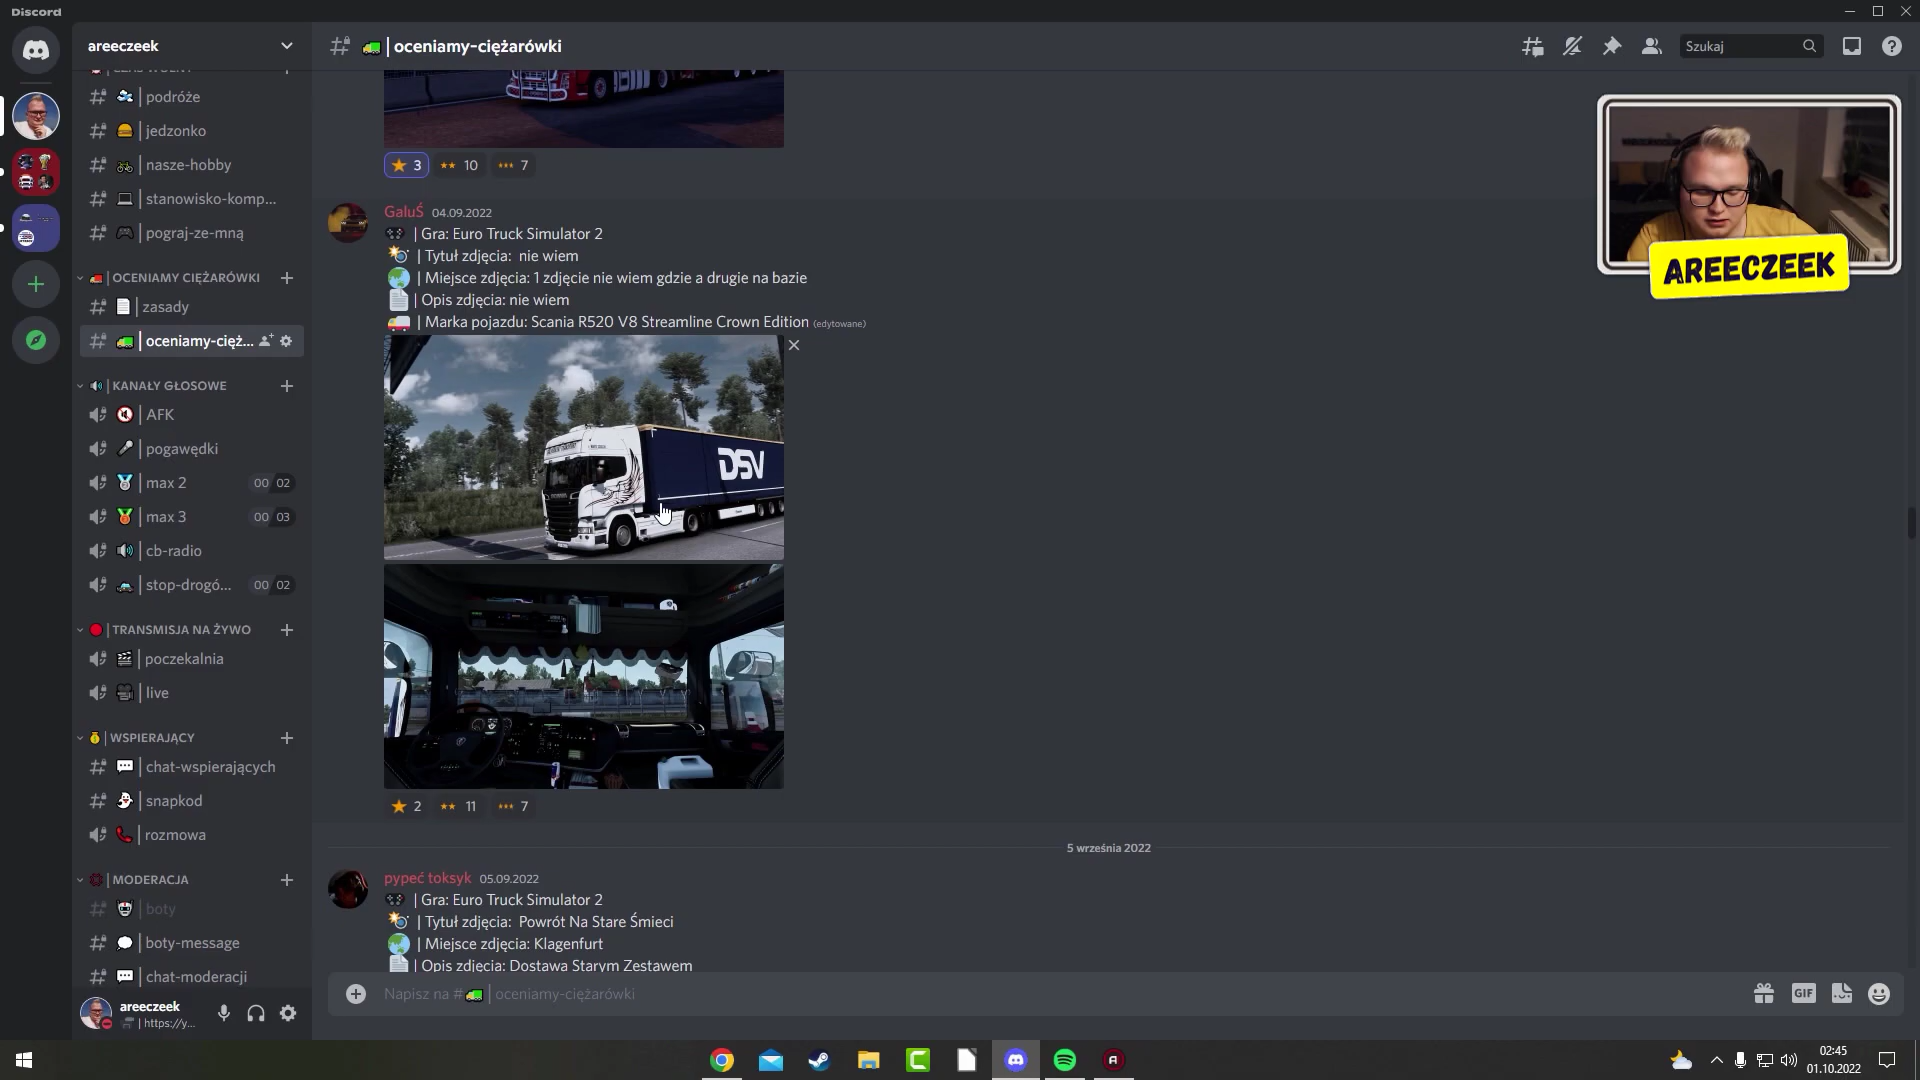 Discord
areeczeek
| oceniamy-ciężarówki
Szukaj
| podróże
| jedzonko
| nasze-hobby
| stanowisko-komp...
| pograj-ze-mną
| OCENIAMY CIĘŻARÓWKI
| zasady
| oceniamy-cięż...
| KANAŁY GŁOSOWE
| AFK
| pogawędki
| max 2 00 02
| max 3 00 03
| cb-radio
| stop-drogó... 00 02
| TRANSMISJA NA ŻYWO
| poczekalnia
| live
| WSPIERAJĄCY
| chat-wspierających
| snapkod
| rozmowa
| MODERACJA
| boty
| boty-message
| chat-moderacji
areeczeek
| https://y...
3 10 7
GaluŚ 04.09.2022
| Gra: Euro Truck Simulator 2
| Tytuł zdjęcia: nie wiem
| Miejsce zdjęcia: 1 zdjęcie nie wiem gdzie a drugie na bazie
| Opis zdjęcia: nie wiem
| Marka pojazdu: Scania R520 V8 Streamline Crown Edition (edytowane)
DSV
2 11 7
5 września 2022
pypeć toksyk 05.09.2022
| Gra: Euro Truck Simulator 2
| Tytuł zdjęcia: Powrót Na Stare Śmieci
| Miejsce zdjęcia: Klagenfurt
| Opis zdjęcia: Dostawa Starym Zestawem
Napisz na # | oceniamy-ciężarówki
GIF
AREECZEEK
02:45
01.10.2022